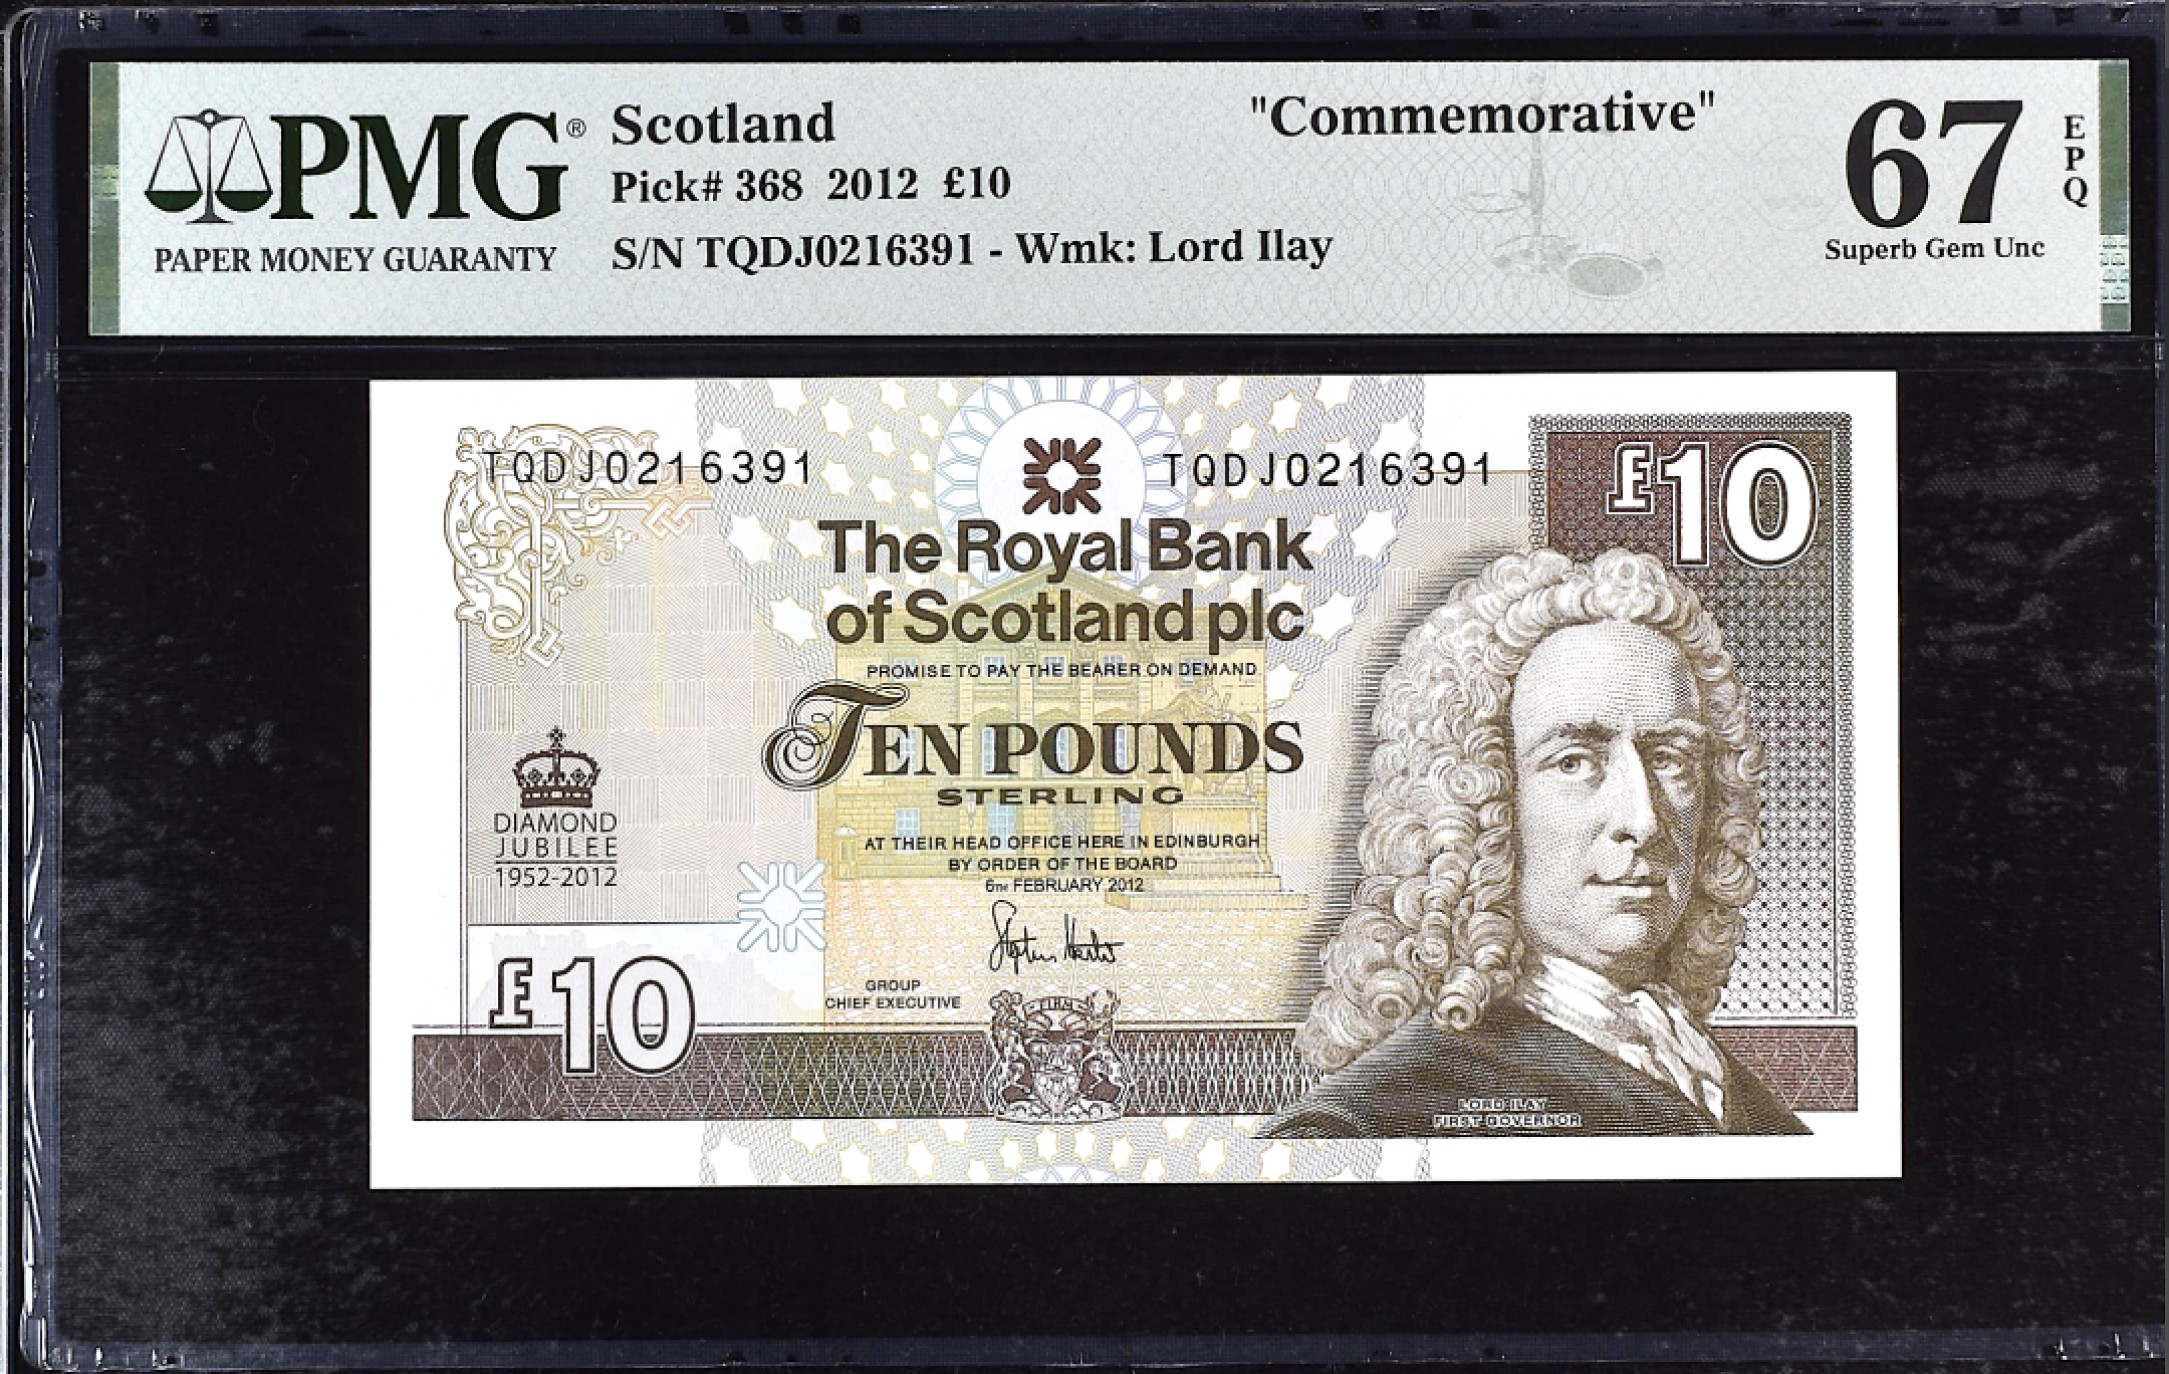 PMG®
PAPER MONEY GUARANTY
Scotland
Pick# 368 2012 £10
S/N TQDJ0216391 - Wmk: Lord Ilay
"Commemorative"
67
EPQ
Superb Gem Unc
TQDJ0216391
TQDJ0216391
£10
The Royal Bank
of Scotland plc
PROMISE TO PAY THE BEARER ON DEMAND
TEN POUNDS
STERLING
AT THEIR HEAD OFFICE HERE IN EDINBURGH
BY ORDER OF THE BOARD
6TH FEBRUARY 2012
DIAMOND
JUBILEE
1952-2012
GROUP
CHIEF EXECUTIVE
£10
FIRM
LORD ILAY
FIRST GOVERNOR